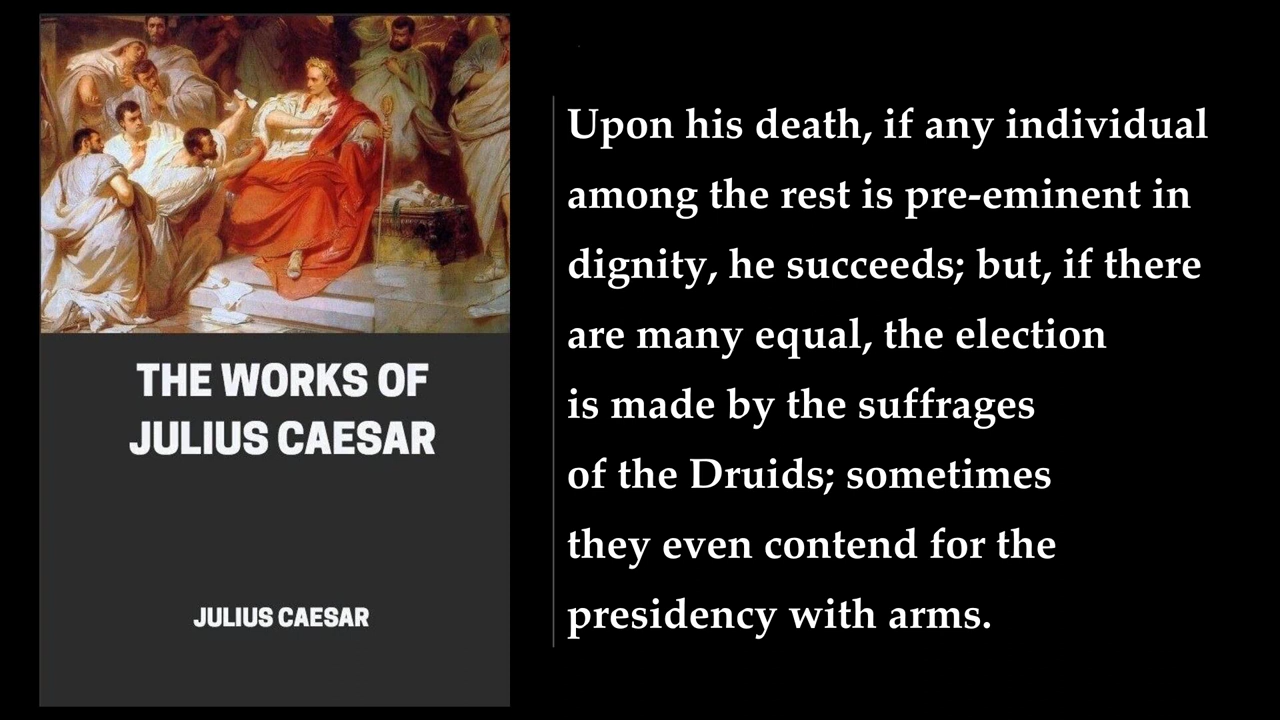 THE WORKS OF
JULIUS CAESAR
JULIUS CAESAR
Upon his death, if any individual
among the rest is pre-eminent in
dignity, he succeeds; but, if there
are many equal, the election
is made by the suffrages
of the Druids; sometimes
they even contend for the
presidency with arms.